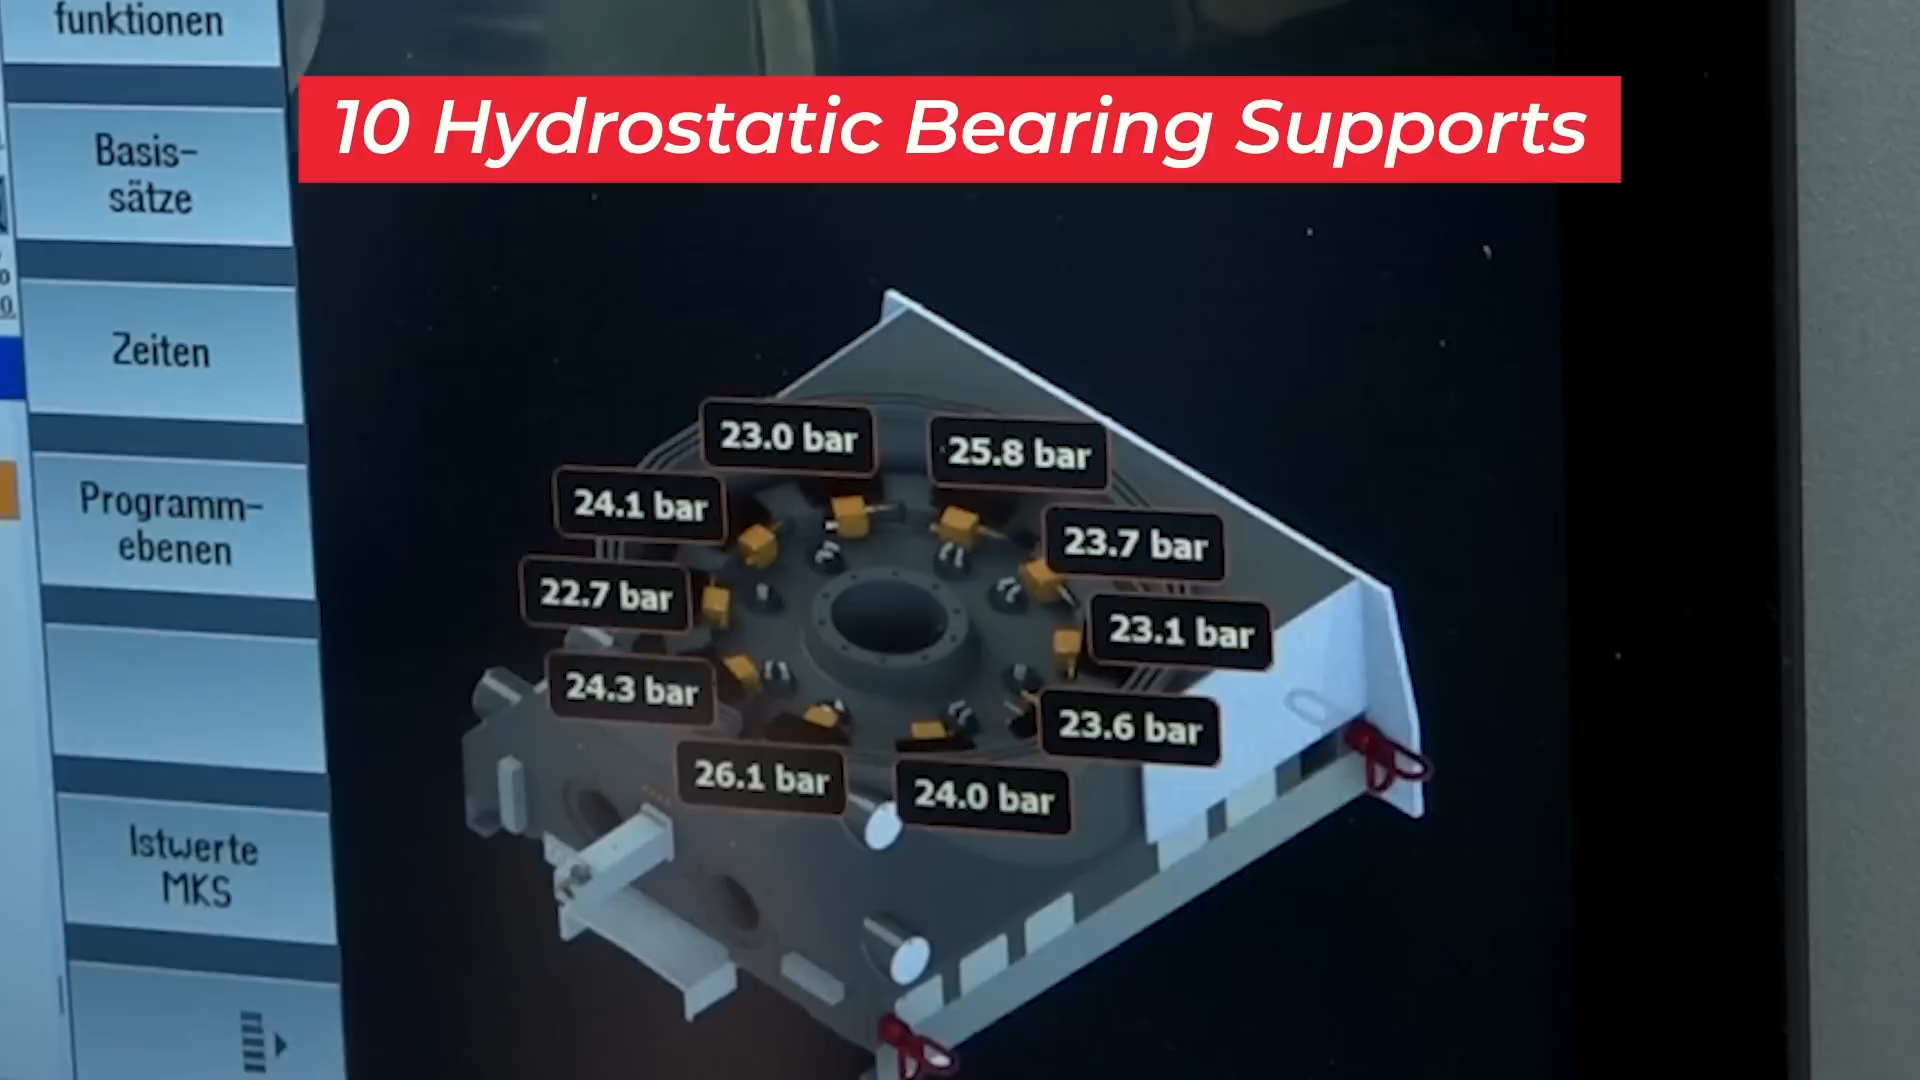 funktionen
10 Hydrostatic Bearing Supports
Basis-
sätze
Zeiten
Programm-
ebenen
Istwerte
MKS
23.0 bar
25.8 bar
24.1 bar
23.7 bar
22.7 bar
23.1 bar
24.3 bar
23.6 bar
26.1 bar
24.0 bar